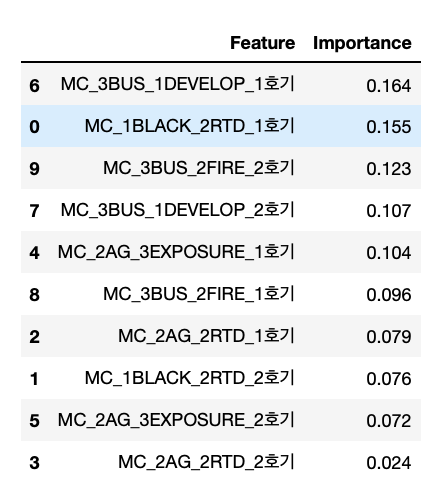 Feature Importance
6 MC_3BUS_1DEVELOP_1호기 0.164
0 MC_1BLACK_2RTD_1호기 0.155
9 MC_3BUS_2FIRE_2호기 0.123
7 MC_3BUS_1DEVELOP_2호기 0.107
4 MC_2AG_3EXPOSURE_1호기 0.104
8 MC_3BUS_2FIRE_1호기 0.096
2 MC_2AG_2RTD_1호기 0.079
1 MC_1BLACK_2RTD_2호기 0.076
5 MC_2AG_3EXPOSURE_2호기 0.072
3 MC_2AG_2RTD_2호기 0.024